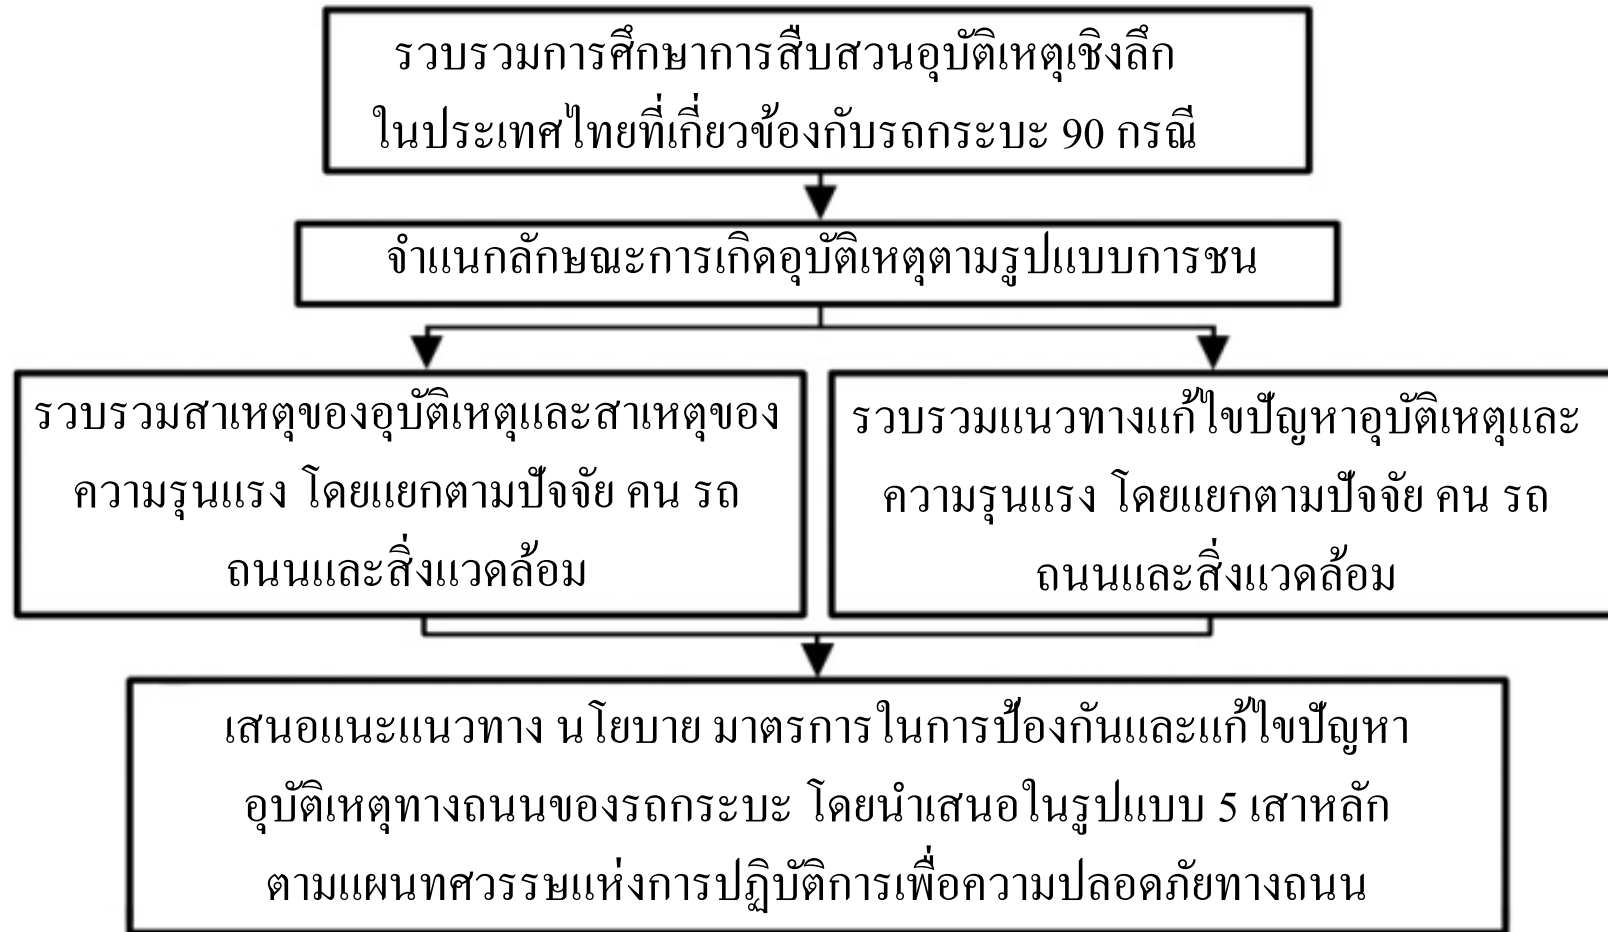 รวบรวมการศึกษาการสืบสวนอุบัติเหตุเชิงลึก
ในประเทศไทยที่เกี่ยวข้องกับรถกระบะ 90 กรณี
จำแนกลักษณะการเกิดอุบัติเหตุตามรูปแบบการชน
รวบรวมสาเหตุของอุบัติเหตุและสาเหตุของ
ความรุนแรง โดยแยกตามปัจจัย คน รถ
ถนนและสิ่งแวดล้อม
รวบรวมแนวทางแก้ไขปัญหาอุบัติเหตุและ
ความรุนแรง โดยแยกตามปัจจัย คน รถ
ถนนและสิ่งแวดล้อม
เสนอแนะแนวทาง นโยบาย มาตรการในการป้องกันและแก้ไขปัญหา
อุบัติเหตุทางถนนของรถกระบะ โดยนำเสนอในรูปแบบ 5 เสาหลัก
ตามแผนทศวรรษแห่งการปฏิบัติการเพื่อความปลอดภัยทางถนน